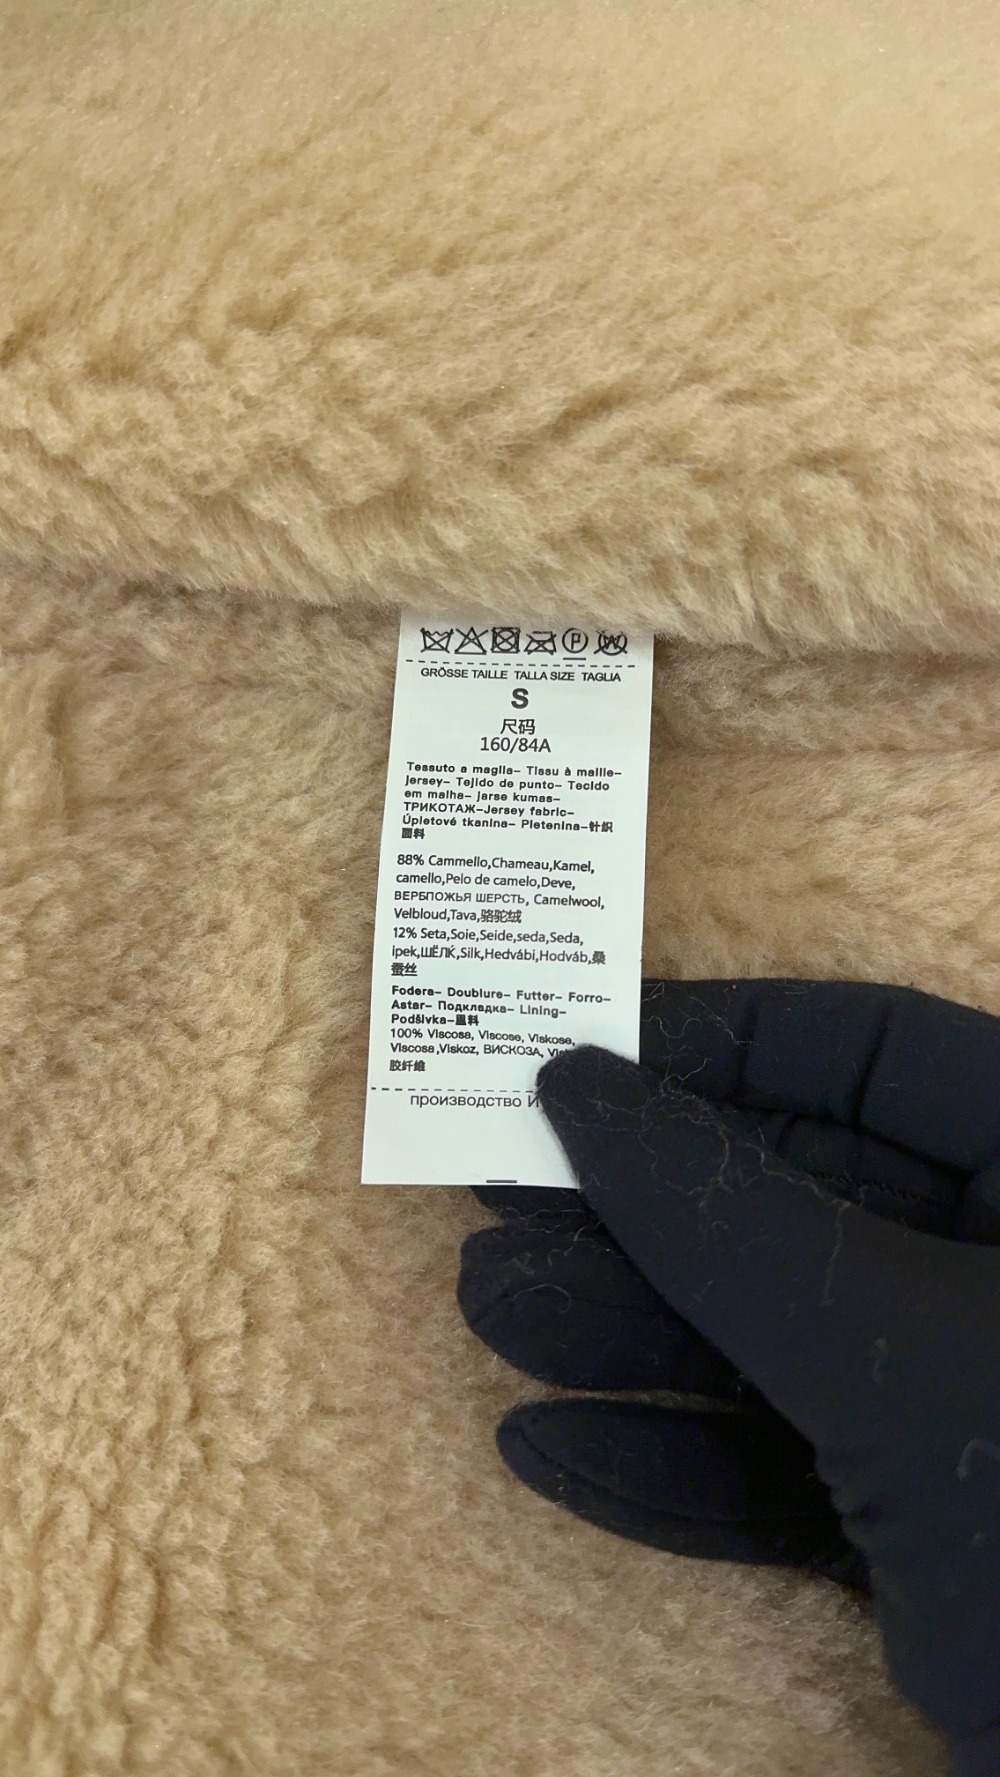 GRÖSSE TAILLE TALLA SIZE TAGLIA
S
尺码
160/84A
Tessuto a maglia– Tissu à maille–
jersey– Tejido de punto– Tecido
em malha– jarse kumas–
ТРИКОТАЖ–Jersey fabric–
Úpletové tkanina– Pletenina–针织
面料
88% Cammello,Chameau,Kamel,
camello,Pelo de camelo,Deve,
ВЕРБПОЖЬЯ ШЕРСТЬ, Camelwool,
Velbloud,Tava,骆驼绒
12% Seta,Soie,Seide,seda,Seda,
ipek,ШЁЛЌ,Silk,Hedvábi,Hodváb,桑
蚕丝
Fodera– Doublure– Futter– Forro–
Astar– Подкладка– Lining–
Podšívka–里料
100% Viscosa, Viscose, Viskose,
Viscosa,Viskoz, ВИСКОЗА,
胶纤维
производство